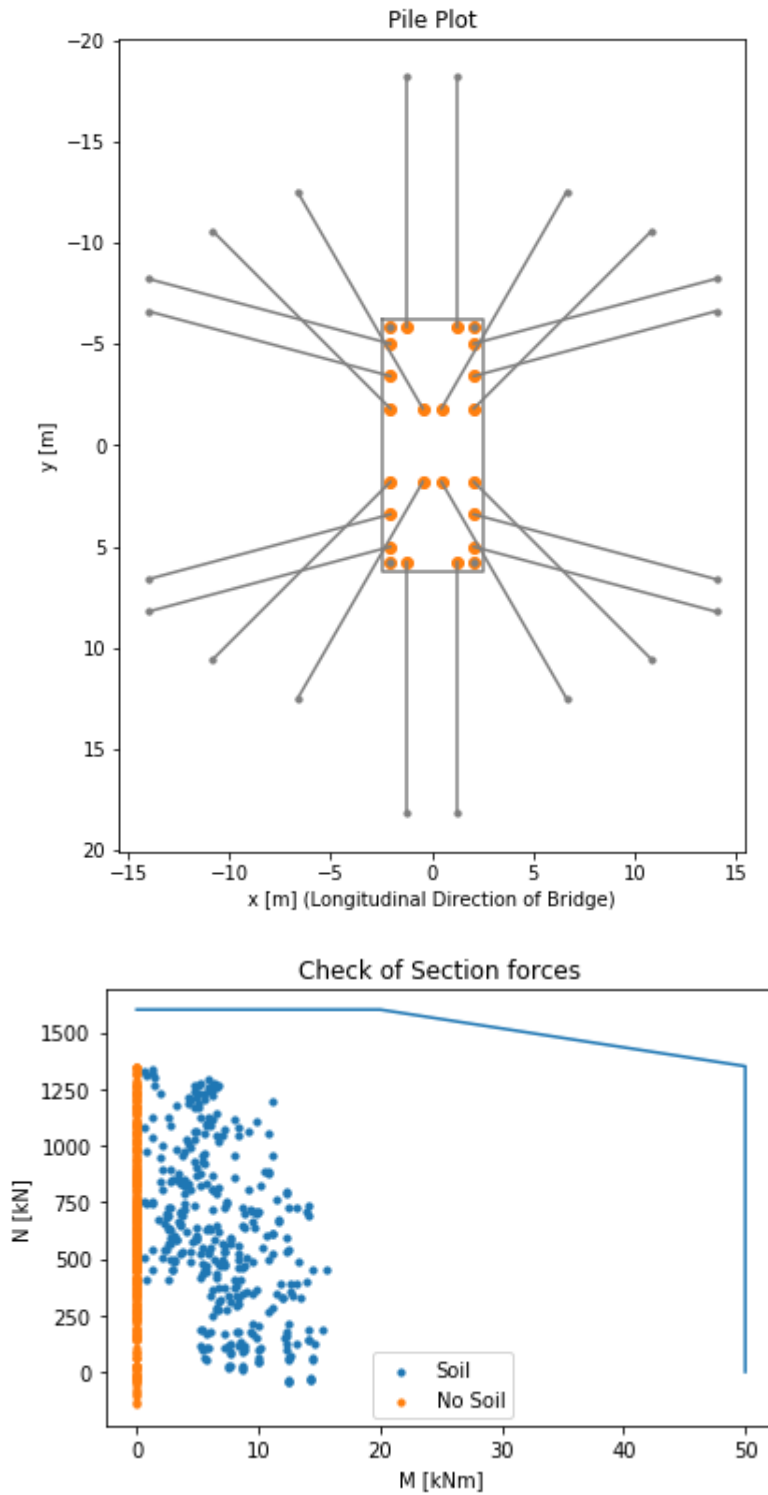 Pile Plot
−20
−15
−10
−5
0
5
10
15
20
y [m]
−15 −10 −5 0 5 10 15
x [m] (Longitudinal Direction of Bridge)
Check of Section forces
1500
1250
1000
750
500
250
0
N [kN]
Soil
No Soil
0 10 20 30 40 50
M [kNm]